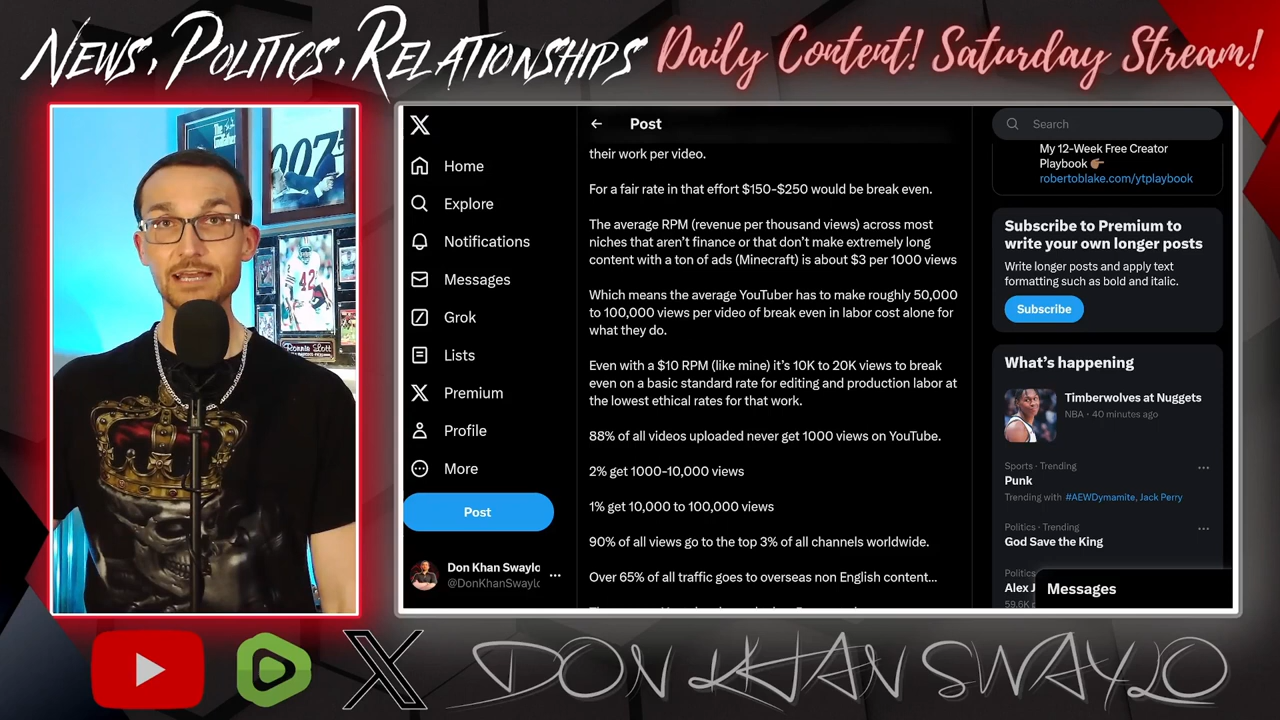 NEWS, POLITICS, RELATIONSHIPS
Daily Content! Saturday Stream!
The
Godfather
007
42
Ronnie Lott
X
Home
Explore
Notifications
Messages
Grok
Lists
Premium
Profile
More
Post
Don Khan Swaylo
@DonKhanSwaylo
Post
their work per video.
For a fair rate in that effort $150-$250 would be break even.
The average RPM (revenue per thousand views) across most
niches that aren’t finance or that don’t make extremely long
content with a ton of ads (Minecraft) is about $3 per 1000 views
Which means the average YouTuber has to make roughly 50,000
to 100,000 views per video of break even in labor cost alone for
what they do.
Even with a $10 RPM (like mine) it’s 10K to 20K views to break
even on a basic standard rate for editing and production labor at
the lowest ethical rates for that work.
88% of all videos uploaded never get 1000 views on YouTube.
2% get 1000-10,000 views
1% get 10,000 to 100,000 views
90% of all views go to the top 3% of all channels worldwide.
Over 65% of all traffic goes to overseas non English content...
Search
My 12-Week Free Creator
Playbook
robertoblake.com/ytplaybook
Subscribe to Premium to
write your own longer posts
Write longer posts and apply text
formatting such as bold and italic.
Subscribe
What’s happening
Timberwolves at Nuggets
NBA · 40 minutes ago
Sports · Trending
Punk
Trending with #AEWDymamite, Jack Perry
Politics · Trending
God Save the King
Politics
Alex J
59.6K
Messages
X
DON KHAN SWAYLO